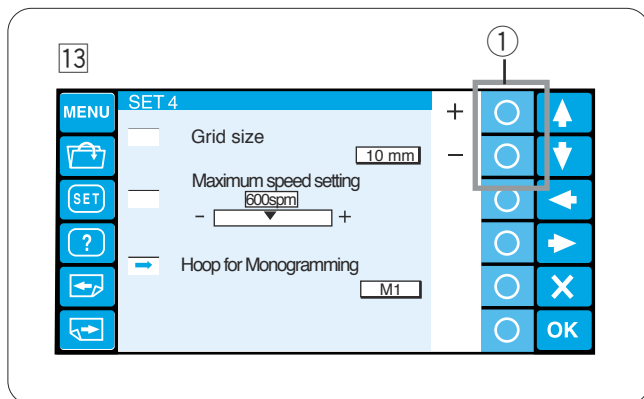 ①
13
MENU
SET 4
+
Grid size
10 mm
−
SET
Maximum speed setting
600spm
- +
?
Hoop for Monogramming
M1
X
OK